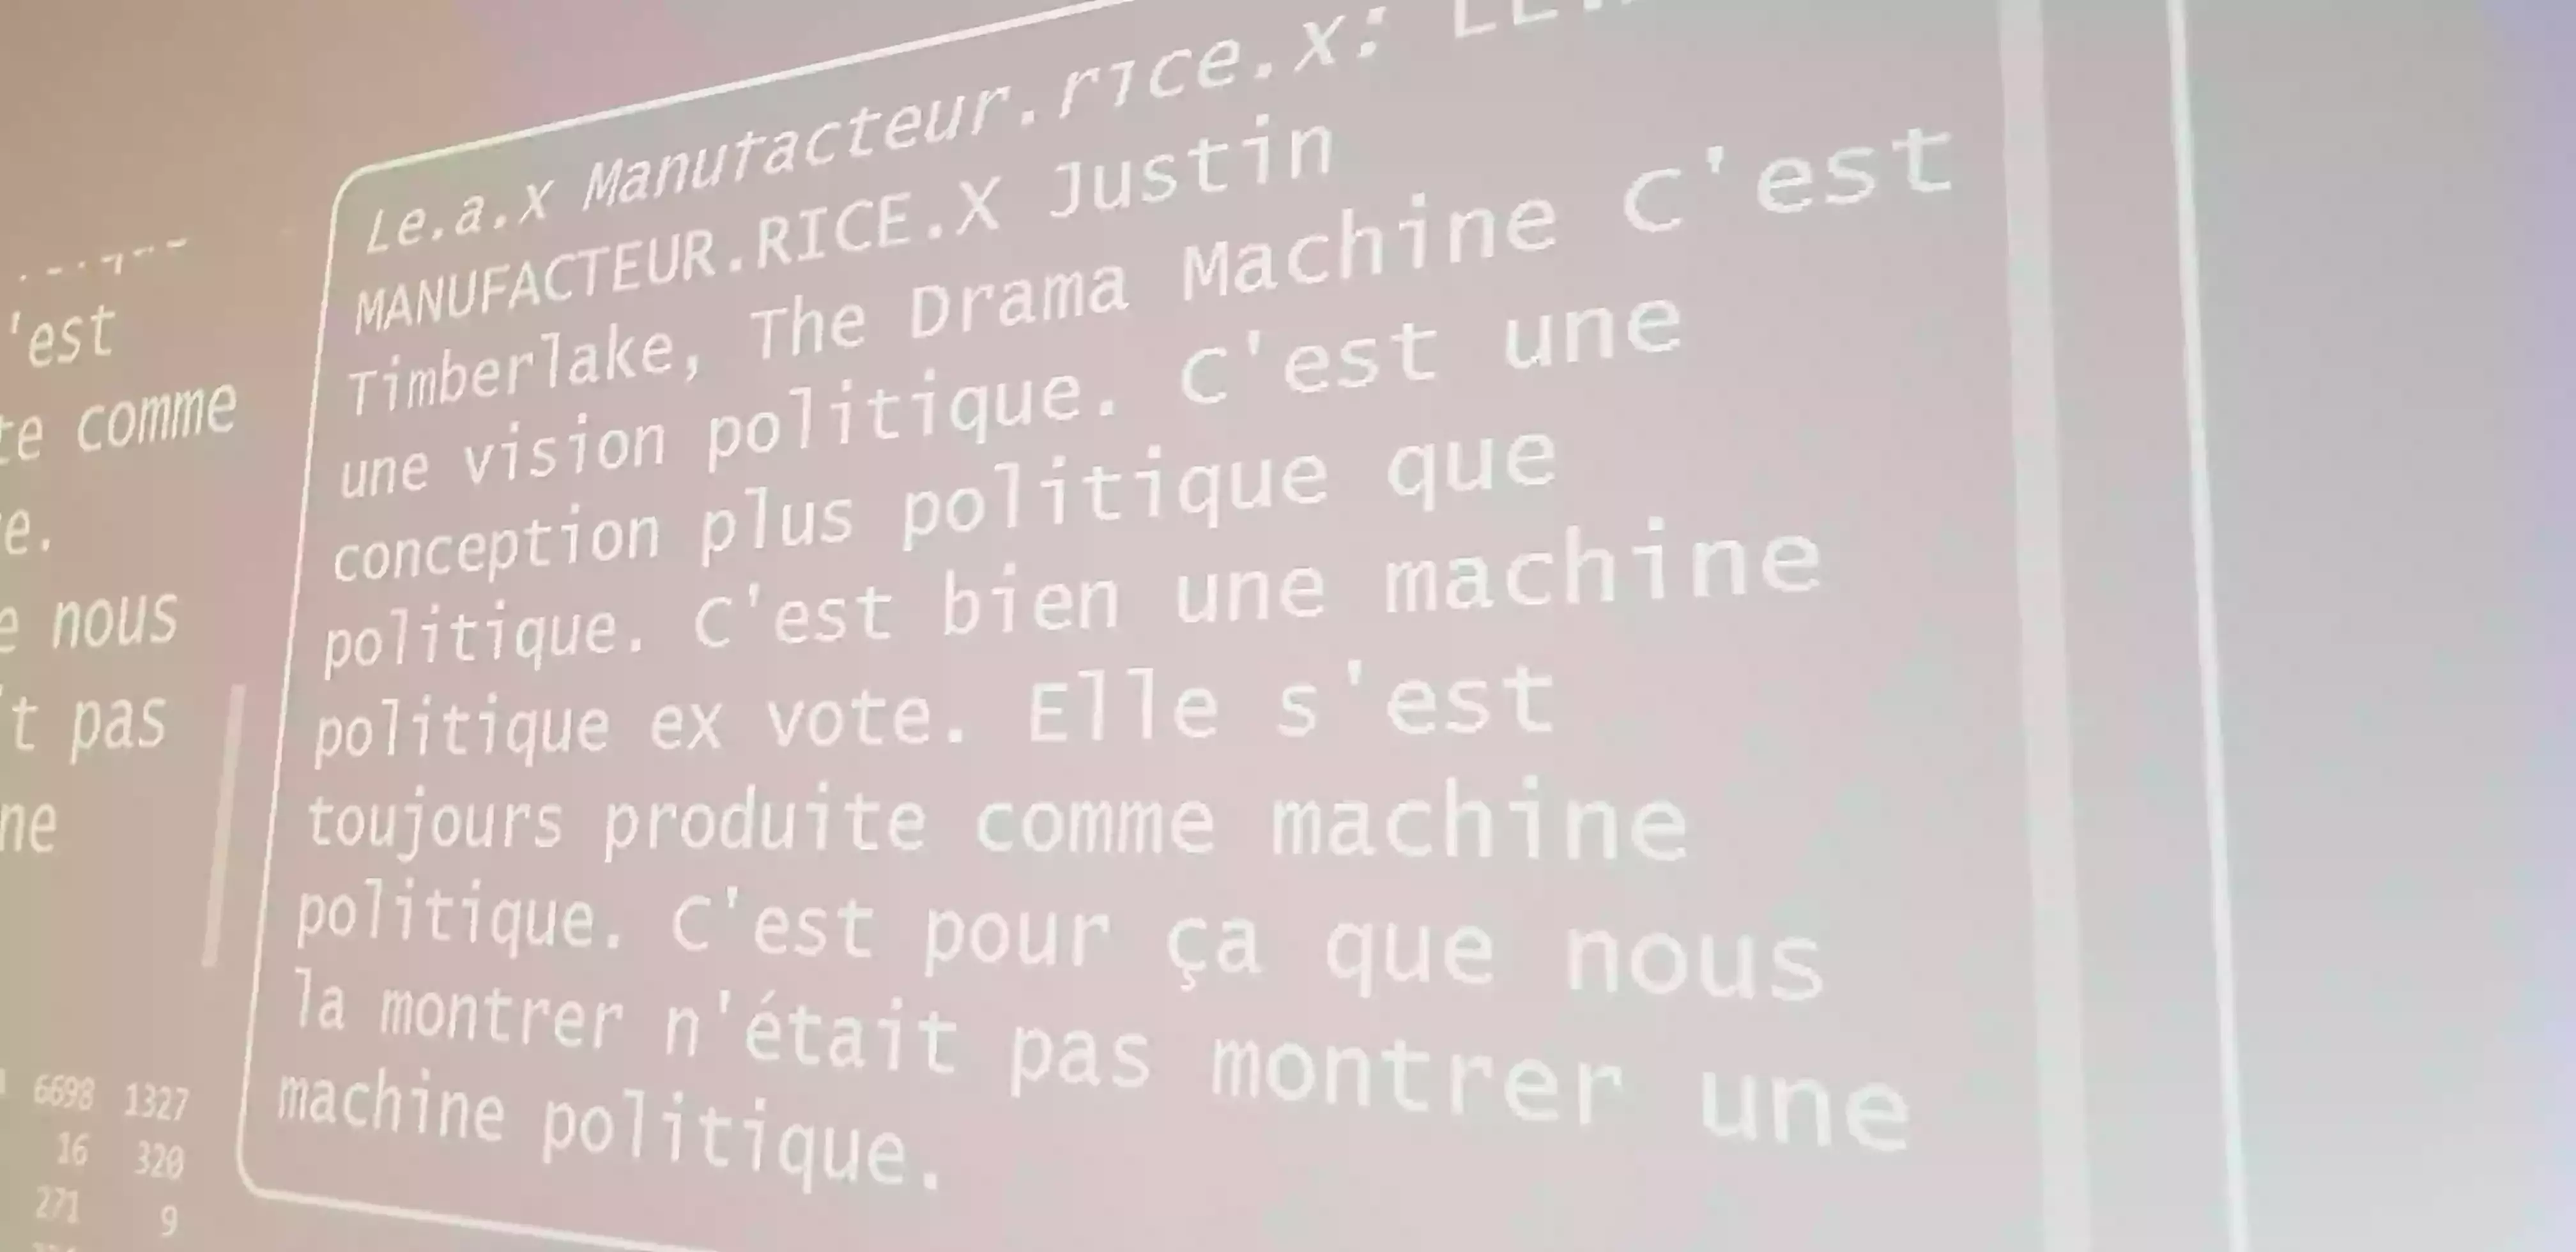 'est
comme
nous
t pas
ne
6698 1327
16 320
271 9
Le.a.x Manufacteur.rice.x:
MANUFACTEUR.RICE.X Justin
Timberlake, The Drama Machine C'est
une vision politique. C'est une
conception plus politique que
politique. C'est bien une machine
politique ex vote. Elle s'est
toujours produite comme machine
politique. C'est pour ça que nous
la montrer n'était pas montrer une
machine politique.